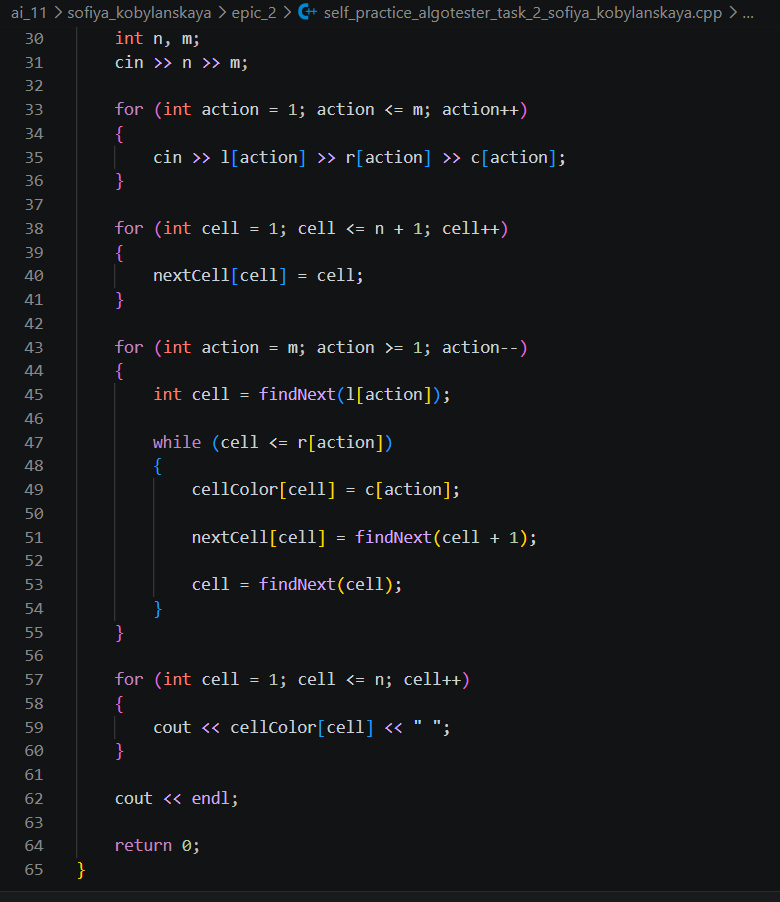 ai_11 > sofiya_kobylanskaya > epic_2 > C++ self_practice_algotester_task_2_sofiya_kobylanskaya.cpp > ...
30 int n, m;
31 cin >> n >> m;
32
33 for (int action = 1; action <= m; action++)
34 {
35 cin >> l[action] >> r[action] >> c[action];
36 }
37
38 for (int cell = 1; cell <= n + 1; cell++)
39 {
40 nextCell[cell] = cell;
41 }
42
43 for (int action = m; action >= 1; action--)
44 {
45 int cell = findNext(l[action]);
46
47 while (cell <= r[action])
48 {
49 cellColor[cell] = c[action];
50
51 nextCell[cell] = findNext(cell + 1);
52
53 cell = findNext(cell);
54 }
55 }
56
57 for (int cell = 1; cell <= n; cell++)
58 {
59 cout << cellColor[cell] << " ";
60 }
61
62 cout << endl;
63
64 return 0;
65 }